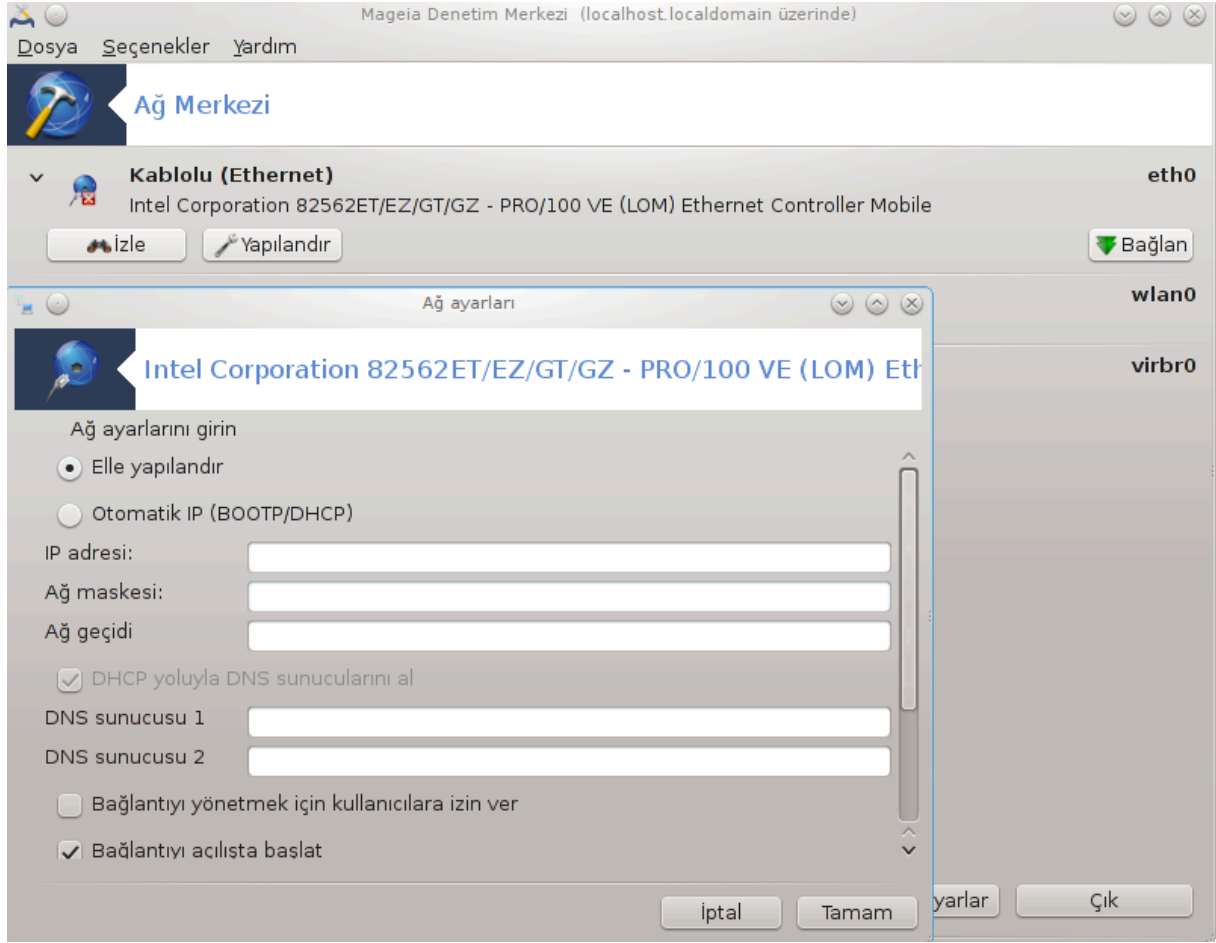 Mageia Denetim Merkezi (localhost.localdomain üzerinde)
Dosya Seçenekler Yardım
Ağ Merkezi
Kablolu (Ethernet) eth0
Intel Corporation 82562ET/EZ/GT/GZ - PRO/100 VE (LOM) Ethernet Controller Mobile
İzle Yapılandır Bağlan
wlan0
virbr0
Ağ ayarları
Intel Corporation 82562ET/EZ/GT/GZ - PRO/100 VE (LOM) Eth
Ağ ayarlarını girin
Elle yapılandır
Otomatik IP (BOOTP/DHCP)
IP adresi:
Ağ maskesi:
Ağ geçidi
DHCP yoluyla DNS sunucularını al
DNS sunucusu 1
DNS sunucusu 2
Bağlantıyı yönetmek için kullanıcılara izin ver
Bağlantıyı açılışta başlat
İptal Tamam
yarlar Çık